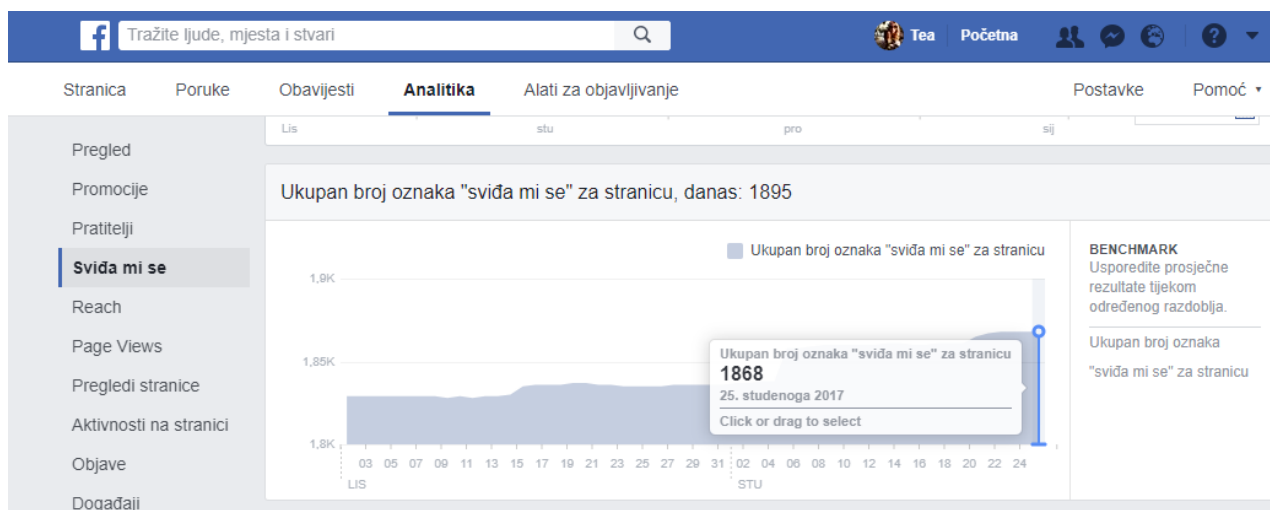 Tražite ljude, mjesta i stvari
Tea
Početna
Stranica
Poruke
Obavijesti
Analitika
Alati za objavljivanje
Postavke
Pomoć
Lis
stu
pro
sij
Pregled
Promocije
Pratitelji
Sviđa mi se
Reach
Page Views
Pregledi stranice
Aktivnosti na stranici
Objave
Događaji
Ukupan broj oznaka "sviđa mi se" za stranicu, danas: 1895
Ukupan broj oznaka "sviđa mi se" za stranicu
1,9K
1,85K
1,8K
Ukupan broj oznaka "sviđa mi se" za stranicu
1868
25. studenoga 2017
Click or drag to select
03 05 07 09 11 13 15 17 19 21 23 25 27 29 31 02 04 06 08 10 12 14 16 18 20 22 24
LIS
STU
BENCHMARK
Usporedite prosječne
rezultate tijekom
određenog razdoblja.
Ukupan broj oznaka
"sviđa mi se" za stranicu